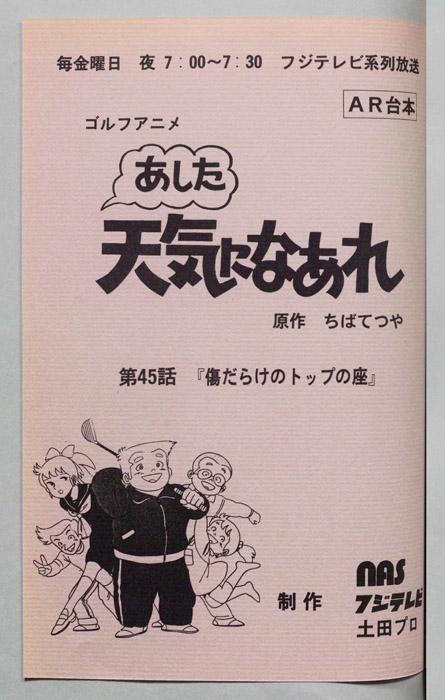 毎金曜日 夜 7:00〜7:30 フジテレビ系列放送
AR台本
ゴルフアニメ
あした
天気になあれ
原作 ちばてつや
第45話 『傷だらけのトップの座』
制作
NAS
フジテレビ
土田プロ